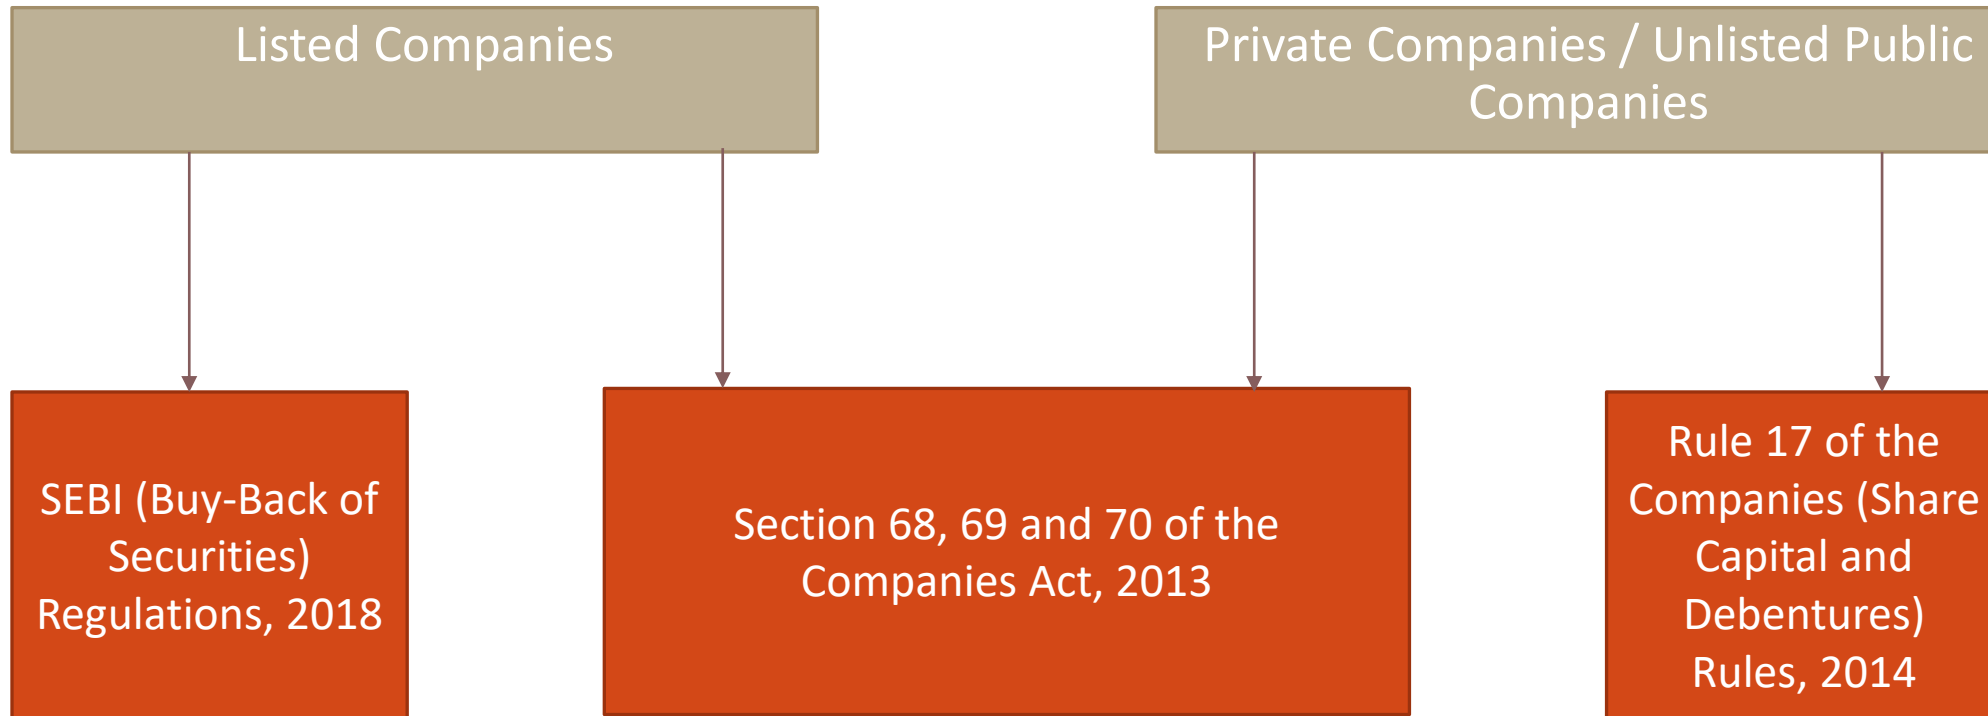 Listed Companies
Private Companies / Unlisted Public
Companies
SEBI (Buy-Back of
Securities)
Regulations, 2018
Section 68, 69 and 70 of the
Companies Act, 2013
Rule 17 of the
Companies (Share
Capital and
Debentures)
Rules, 2014